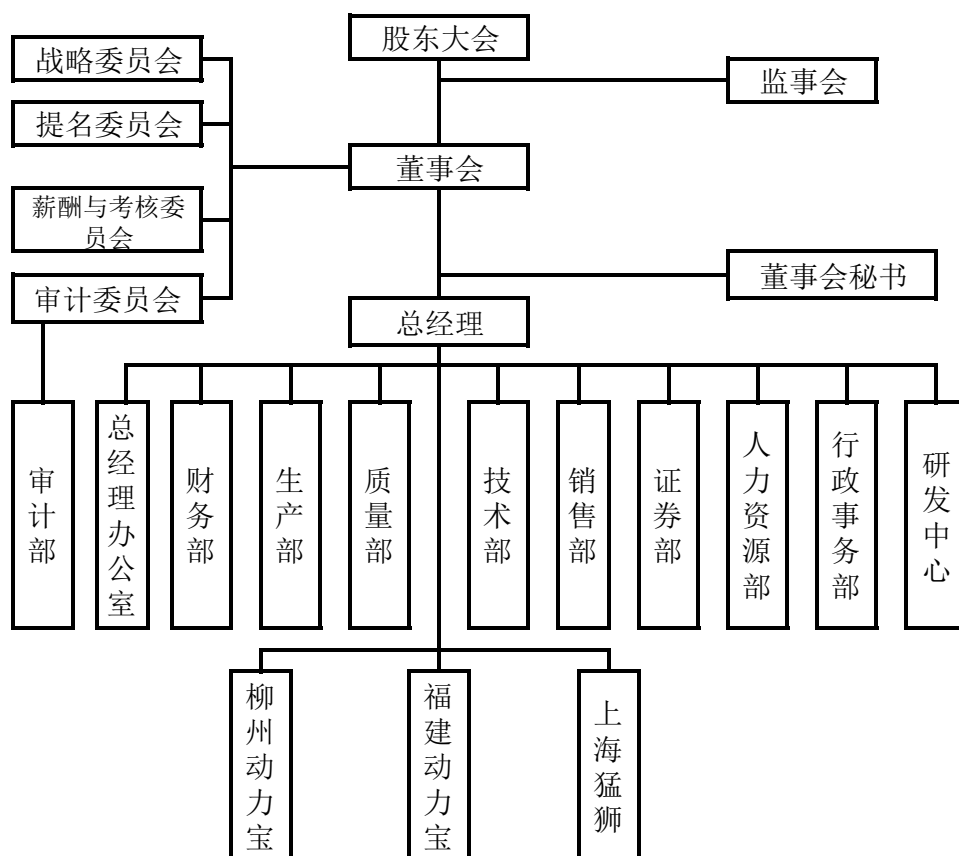 股东大会
战略委员会
监事会
提名委员会
董事会
薪酬与考核委
员会
董事会秘书
审计委员会
总经理
审计部
总经理办公室
财务部
生产部
质量部
技术部
销售部
证券部
人力资源部
行政事务部
研发中心
柳州动力宝
福建动力宝
上海猛狮